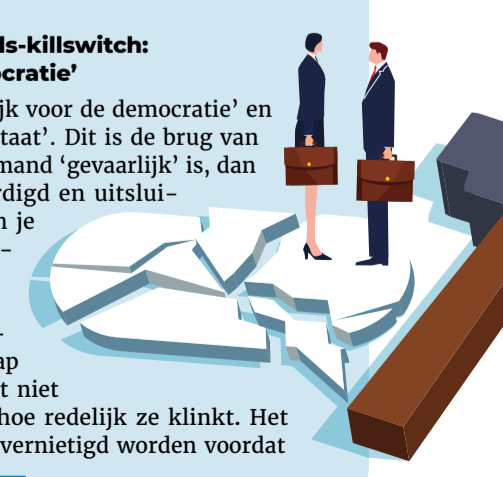 ls-killswitch:
ocratie’
jk voor de democratie’ en
taat’. Dit is de brug van
mand ‘gevaarlijk’ is, dan
rdigd en uitslui-
n je
-
-
ap
t niet
hoe redelijk ze klinkt. Het
vernietigd worden voordat